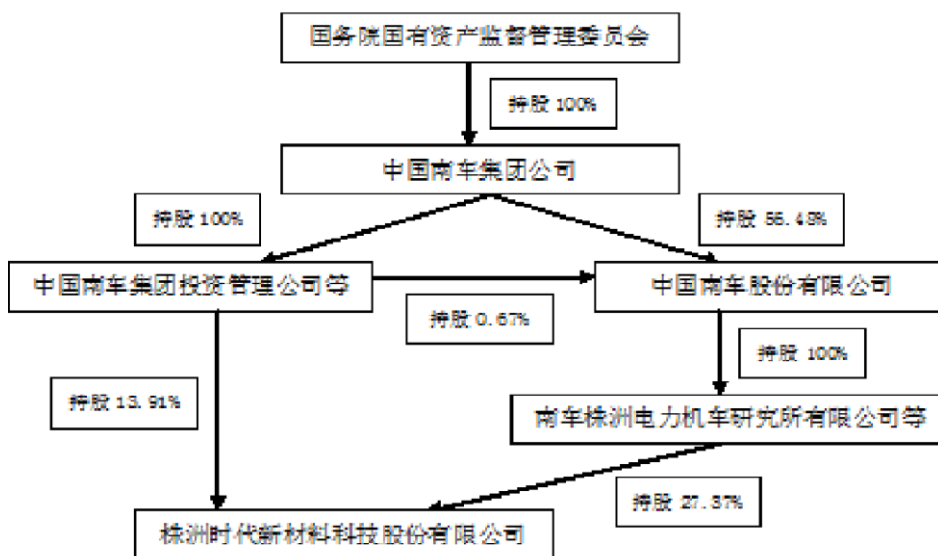 国务院国有资产监督管理委员会
持股 100%
中国南车集团公司
持股 100%
持股 56.48%
中国南车集团投资管理公司等
中国南车股份有限公司
持股 0.67%
持股 100%
持股 13.91%
南车株洲电力机车研究所有限公司等
持股 27.37%
株洲时代新材料科技股份有限公司